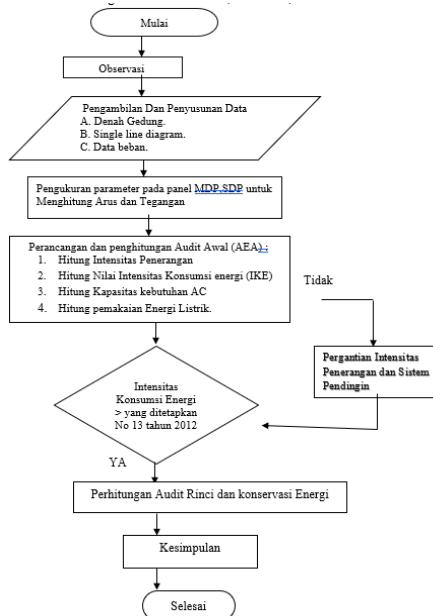 Mulai
Observasi
Pengambilan Dan Penyusunan Data
A. Denah Gedung.
B. Single line diagram.
C. Data beban.
Pengukuran parameter pada panel MDP,SDP untuk
Menghitung Arus dan Tegangan
Perancangan dan penghitungan Audit Awal (AEA) ;
1. Hitung Intensitas Penerangan
2. Hitung Nilai Intensitas Konsumsi energi (IKE)
3. Hitung Kapasitas kebutuhan AC
4. Hitung pemakaian Energi Listrik.
Tidak
Pergantian Intensitas
Penerangan dan Sistem
Pendingin
Intensitas
Konsumsi Energi
> yang ditetapkan
No 13 tahun 2012
YA
Perhitungan Audit Rinci dan konservasi Energi
Kesimpulan
Selesai